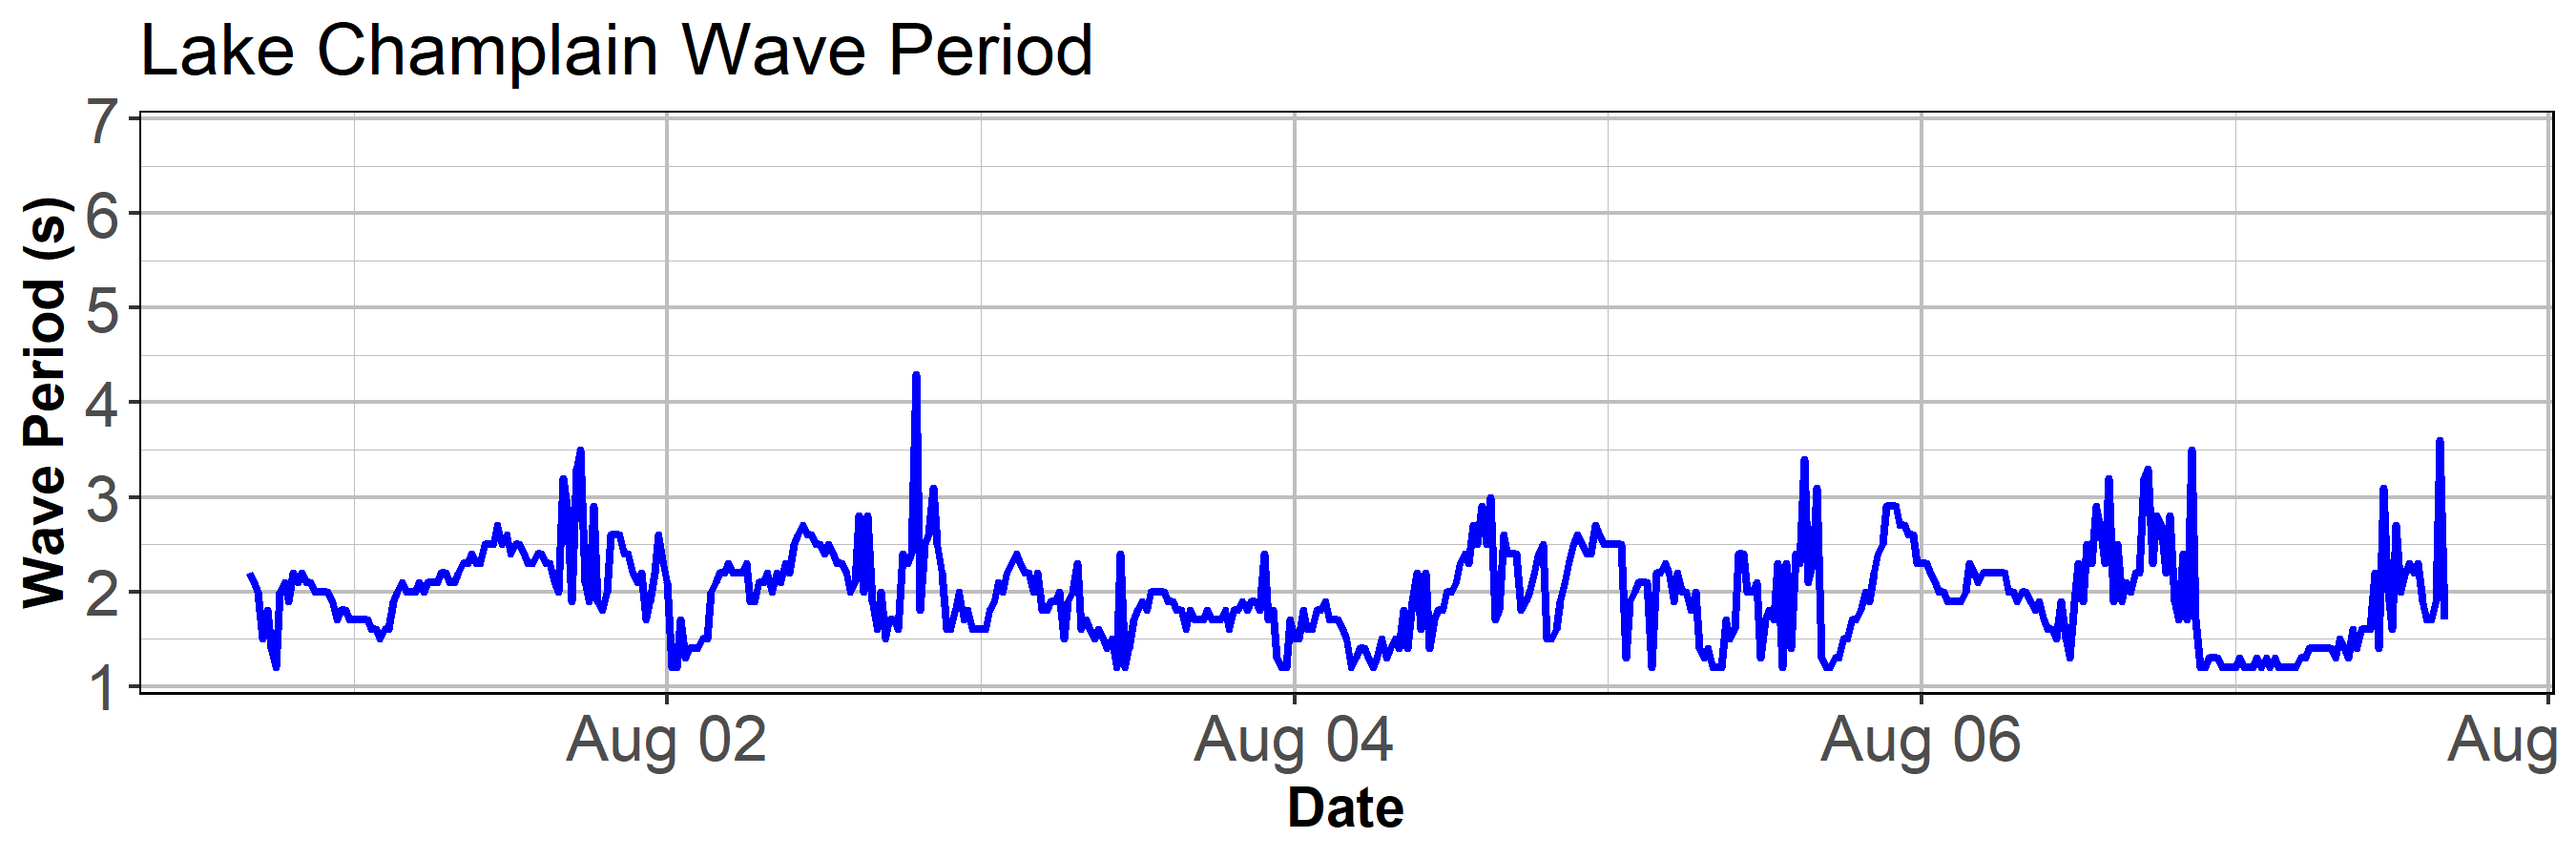 Lake Champlain Wave Period
Wave Period (s)
7
6
5
4
3
2
1
Aug 02
Aug 04
Aug 06
Aug
Date